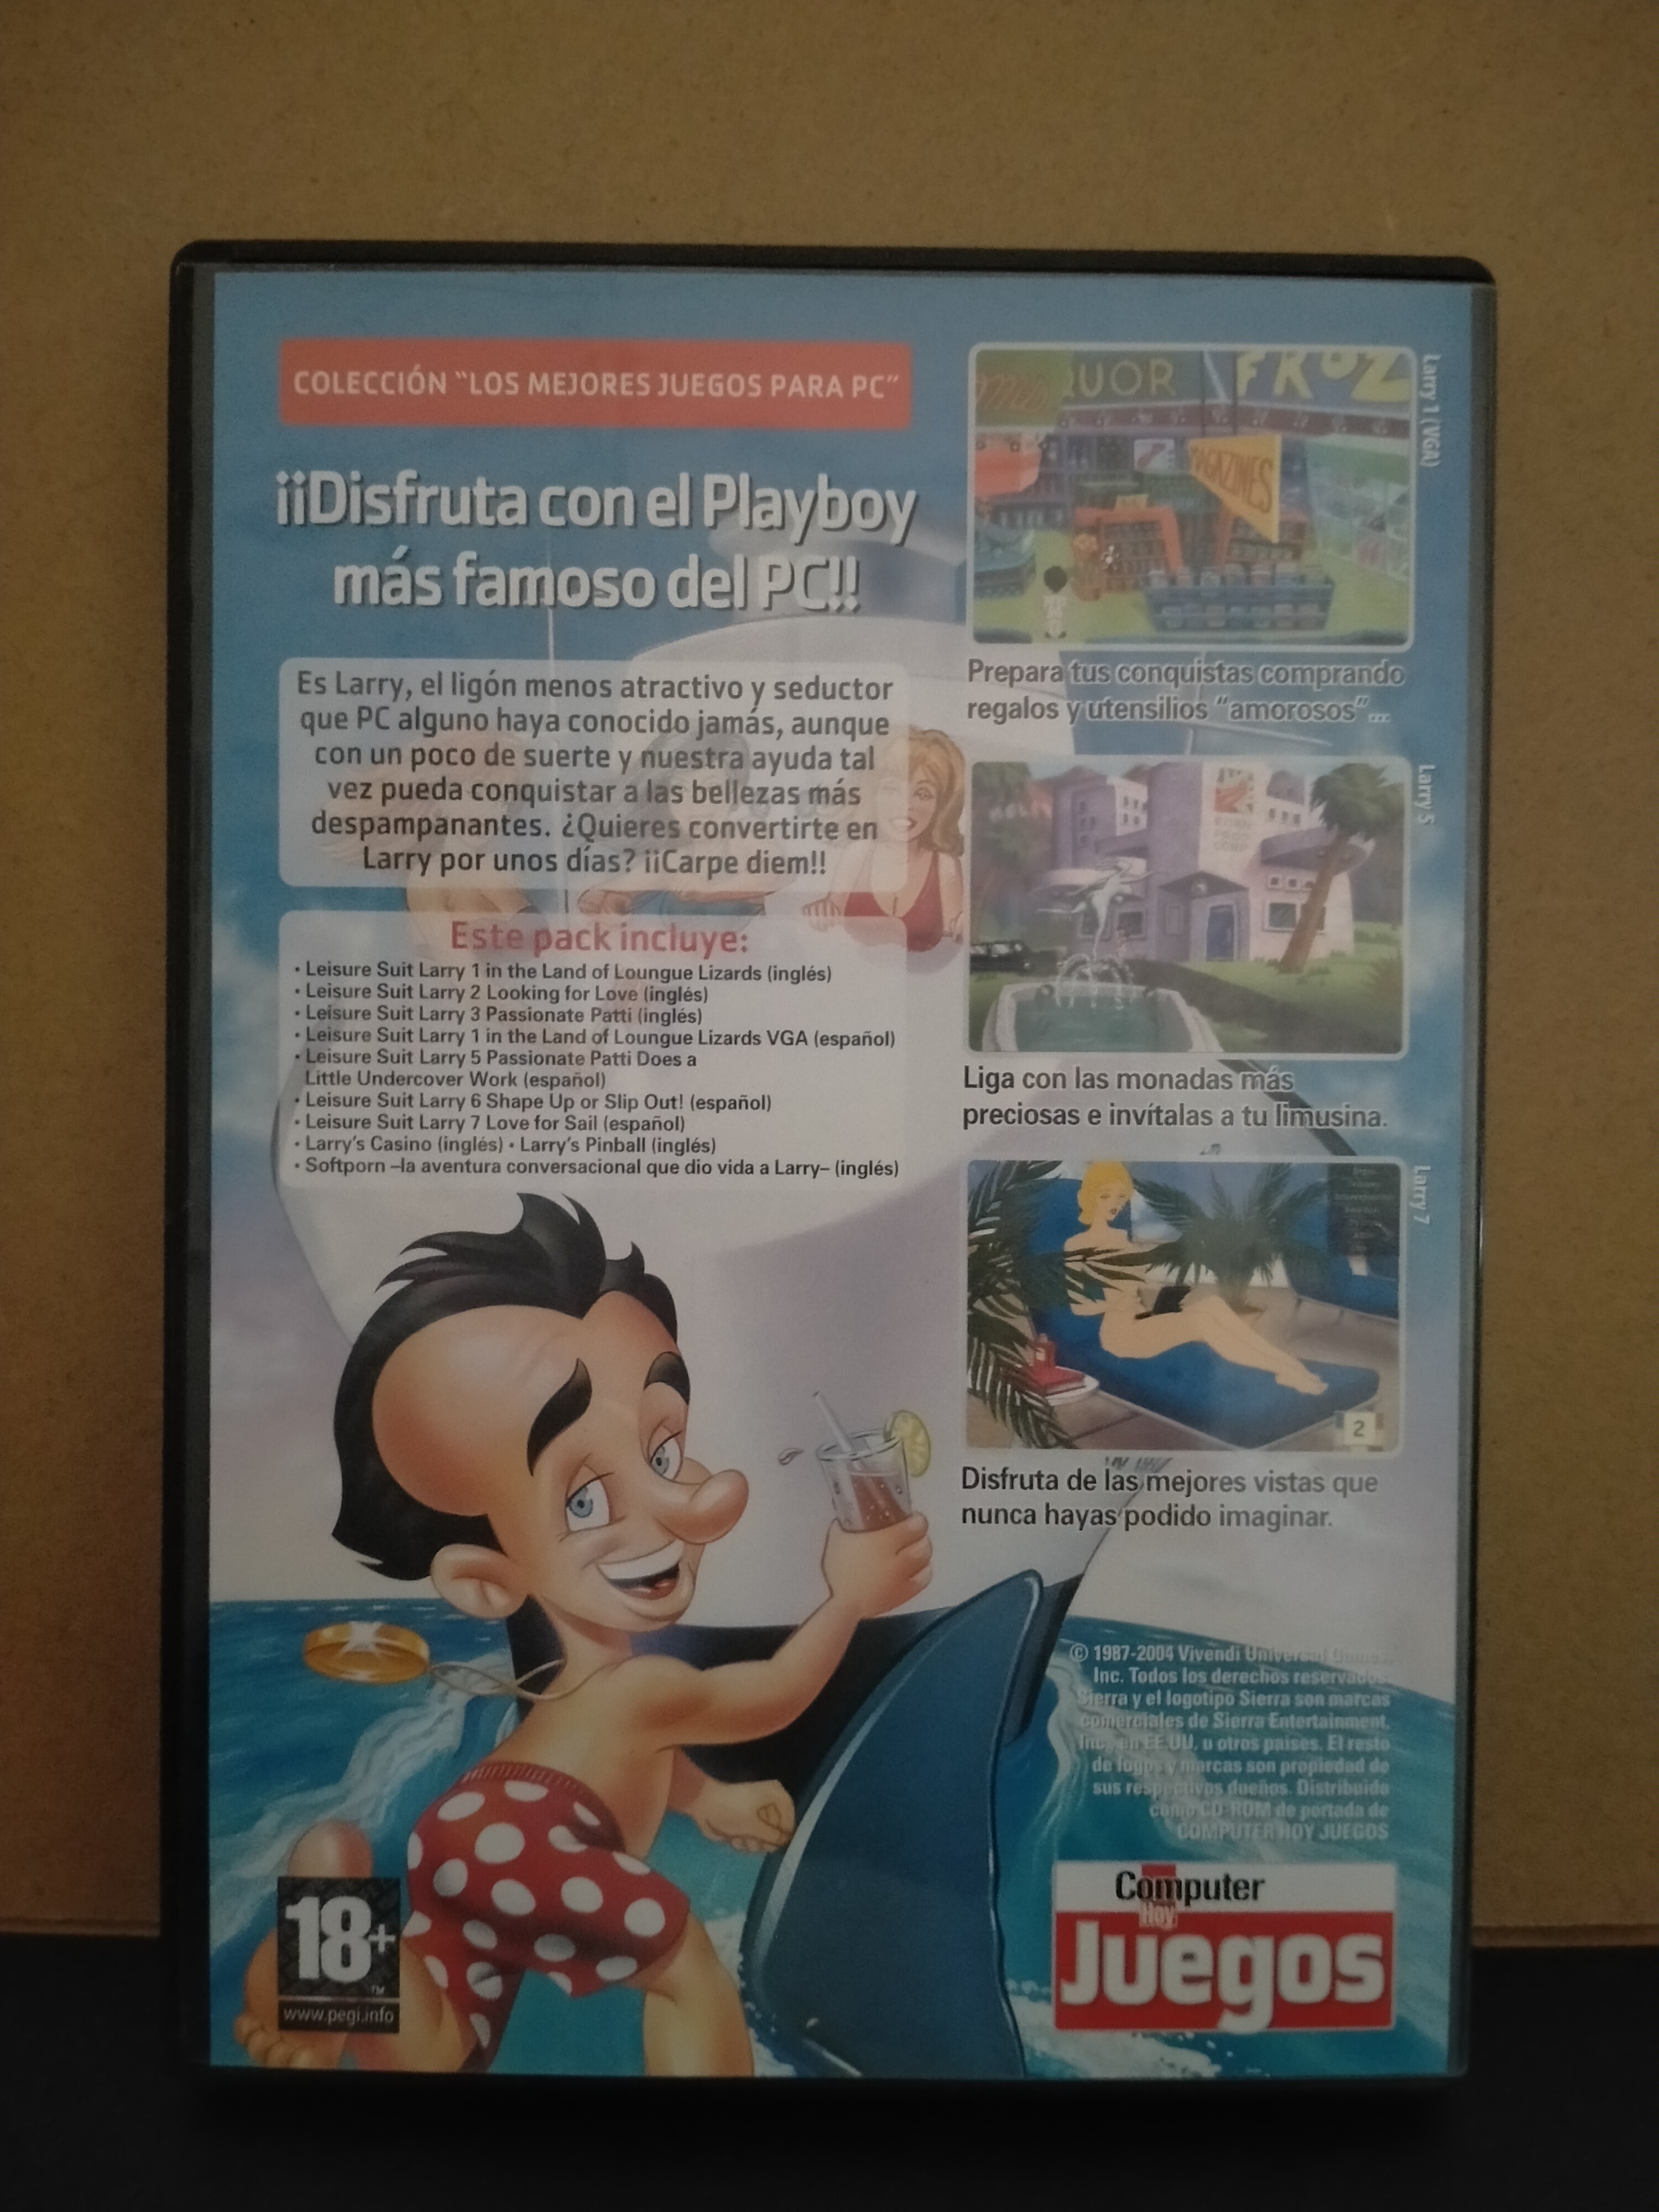 COLECCIÓN “LOS MEJORES JUEGOS PARA PC”
¡¡Disfruta con el Playboy
más famoso del PC!!
Es Larry, el ligón menos atractivo y seductor
que PC alguno haya conocido jamás, aunque
con un poco de suerte y nuestra ayuda tal
vez pueda conquistar a las bellezas más
despampanantes. ¿Quieres convertirte en
Larry por unos días? ¡¡Carpe diem!!
Este pack incluye:
• Leisure Suit Larry 1 in the Land of Loungue Lizards (inglés)
• Leisure Suit Larry 2 Looking for Love (inglés)
• Leisure Suit Larry 3 Passionate Patti (inglés)
• Leisure Suit Larry 1 in the Land of Loungue Lizards VGA (español)
• Leisure Suit Larry 5 Passionate Patti Does a
Little Undercover Work (español)
• Leisure Suit Larry 6 Shape Up or Slip Out! (español)
• Leisure Suit Larry 7 Love for Sail (español)
• Larry’s Casino (inglés) • Larry’s Pinball (inglés)
• Softporn –la aventura conversacional que dio vida a Larry– (inglés)
QUOR
FROZ
AGAZINES
Larry 1 (VGA)
Prepara tus conquistas comprando
regalos y utensilios “amorosos”...
Larry 5
Liga con las monadas más
preciosas e invítalas a tu limusina.
Larry 7
2
Disfruta de las mejores vistas que
nunca hayas podido imaginar.
© 1987-2004 Vivendi Universal Games,
Inc. Todos los derechos reservados.
Sierra y el logotipo Sierra son marcas
comerciales de Sierra Entertainment,
Inc., en EE.UU. u otros países. El resto
de logos y marcas son propiedad de
sus respectivos dueños. Distribuido
como CD-ROM de portada de
COMPUTER HOY JUEGOS
Computer
Hoy
Juegos
18+
TM
www.pegi.info